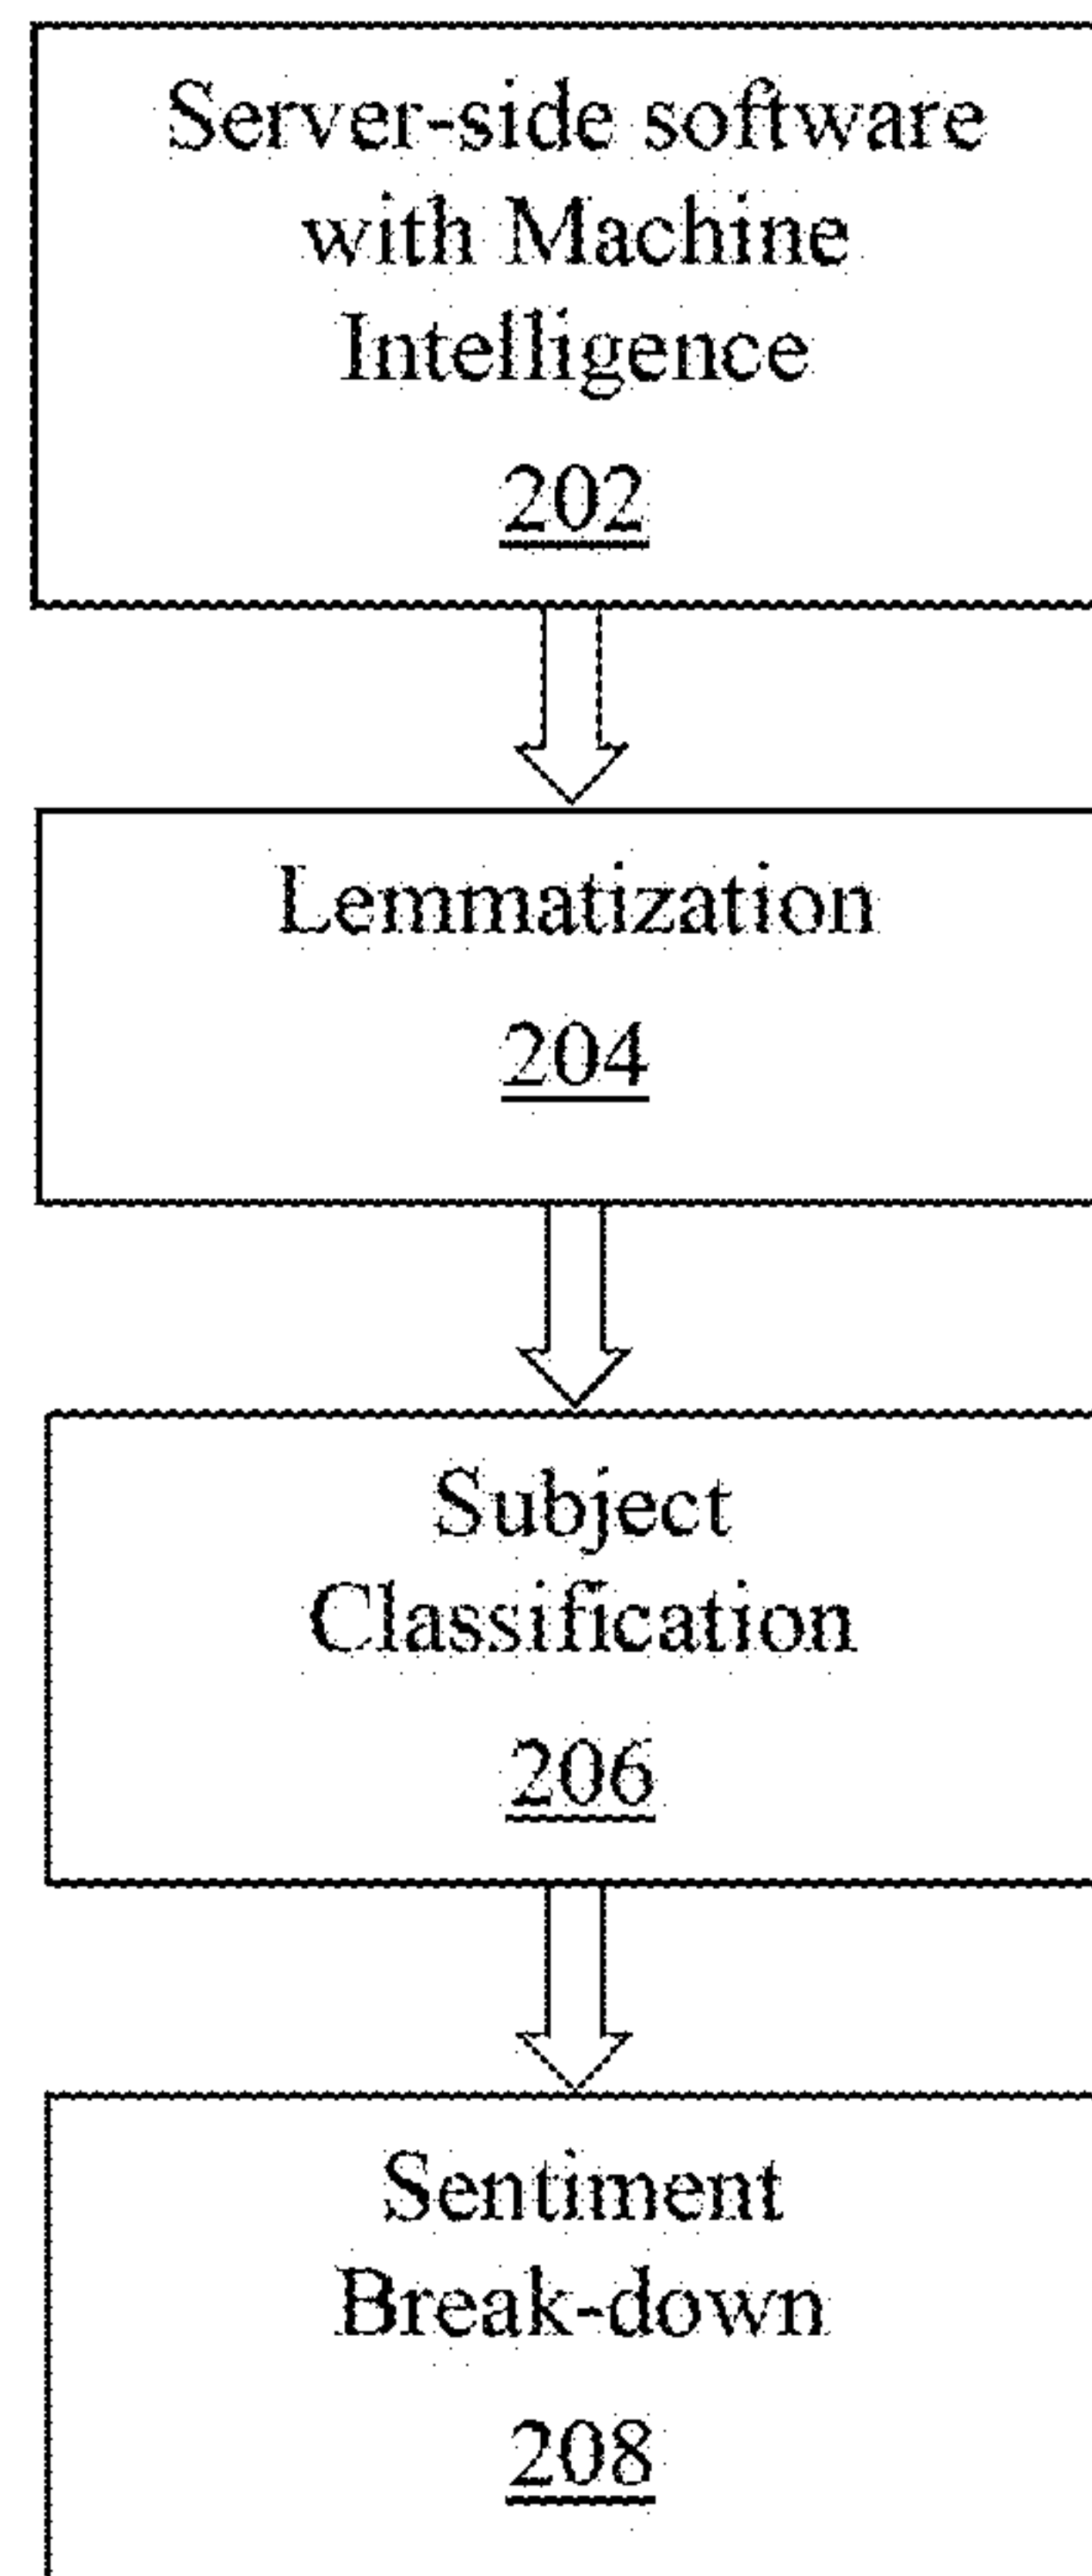 Server-side software
with Machine
Intelligence
202
Lemmatization
204
Subject
Classification
206
Sentiment
Break-down
208